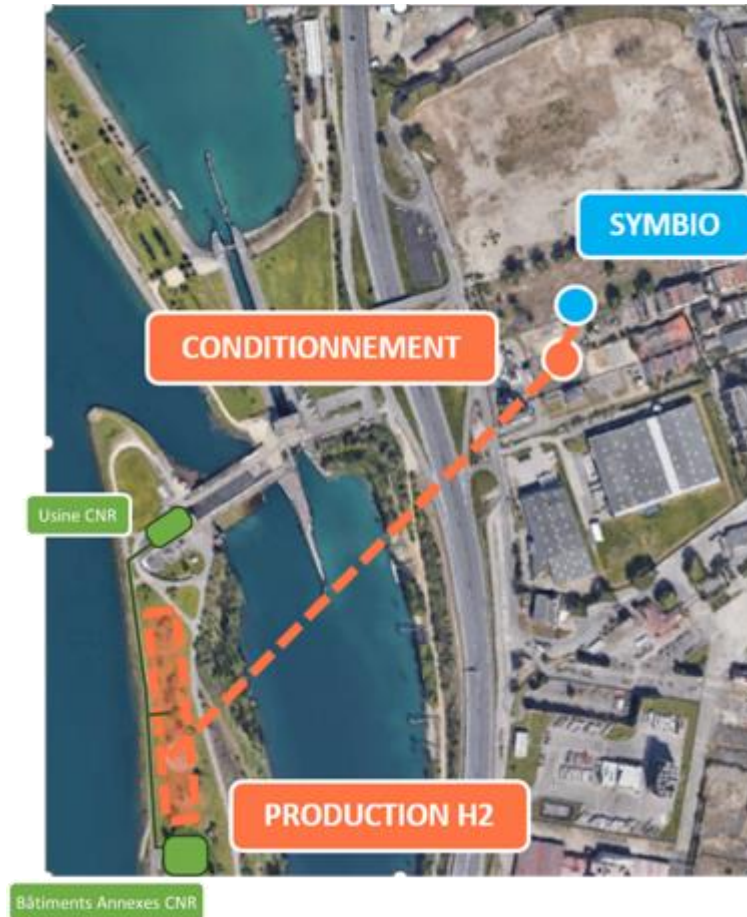 SYMBIO
CONDITIONNEMENT
Usine CNR
PRODUCTION H2
Bâtiments Annexes CNR